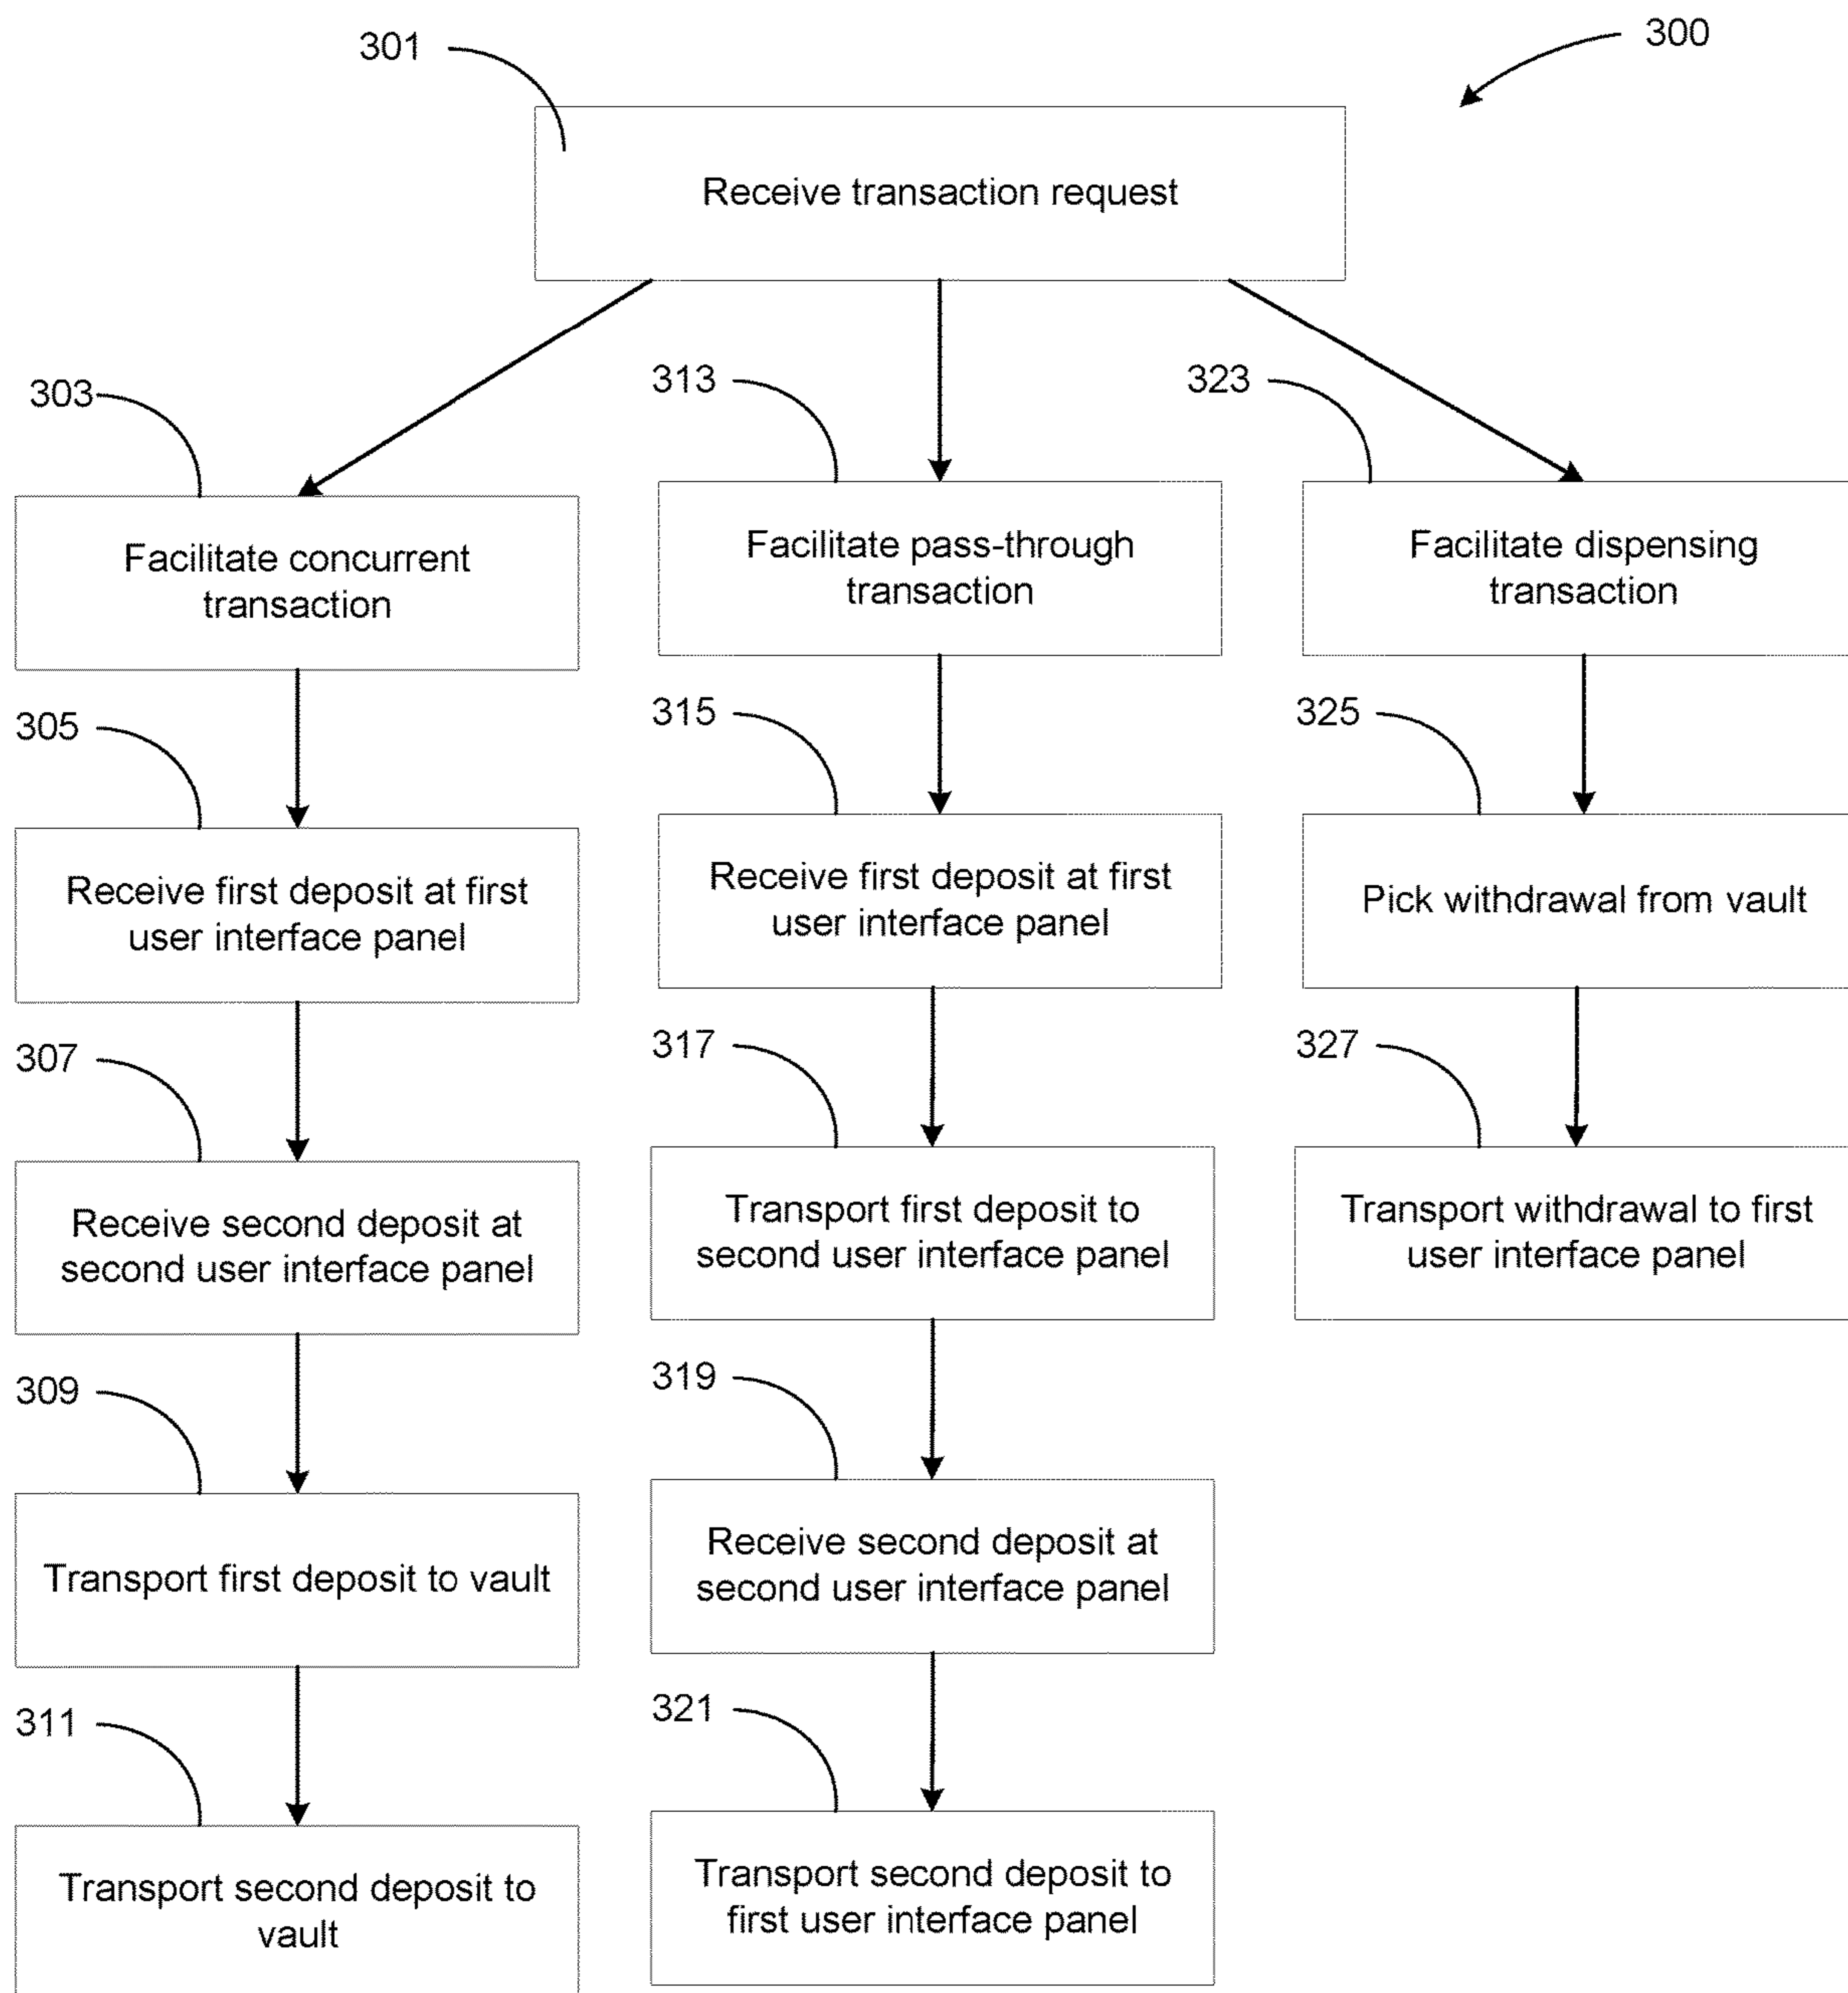 301
300
Receive transaction request
303
313
323
Facilitate concurrent
transaction
Facilitate pass-through
transaction
Facilitate dispensing
transaction
305
315
325
Receive first deposit at first
user interface panel
Receive first deposit at first
user interface panel
Pick withdrawal from vault
307
317
327
Receive second deposit at
second user interface panel
Transport first deposit to
second user interface panel
Transport withdrawal to first
user interface panel
309
319
Transport first deposit to vault
Receive second deposit at
second user interface panel
311
321
Transport second deposit to
vault
Transport second deposit to
first user interface panel